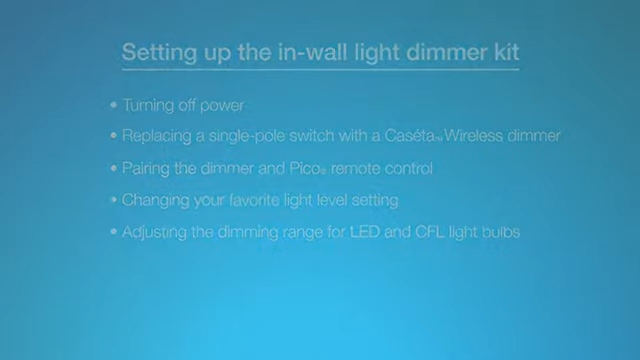 Setting up the in-wall light dimmer kit
• Turning off power
• Replacing a single-pole switch with a Caséta™ Wireless dimmer
• Pairing the dimmer and Pico® remote control
• Changing your favorite light level setting
• Adjusting the dimming range for LED and CFL light bulbs